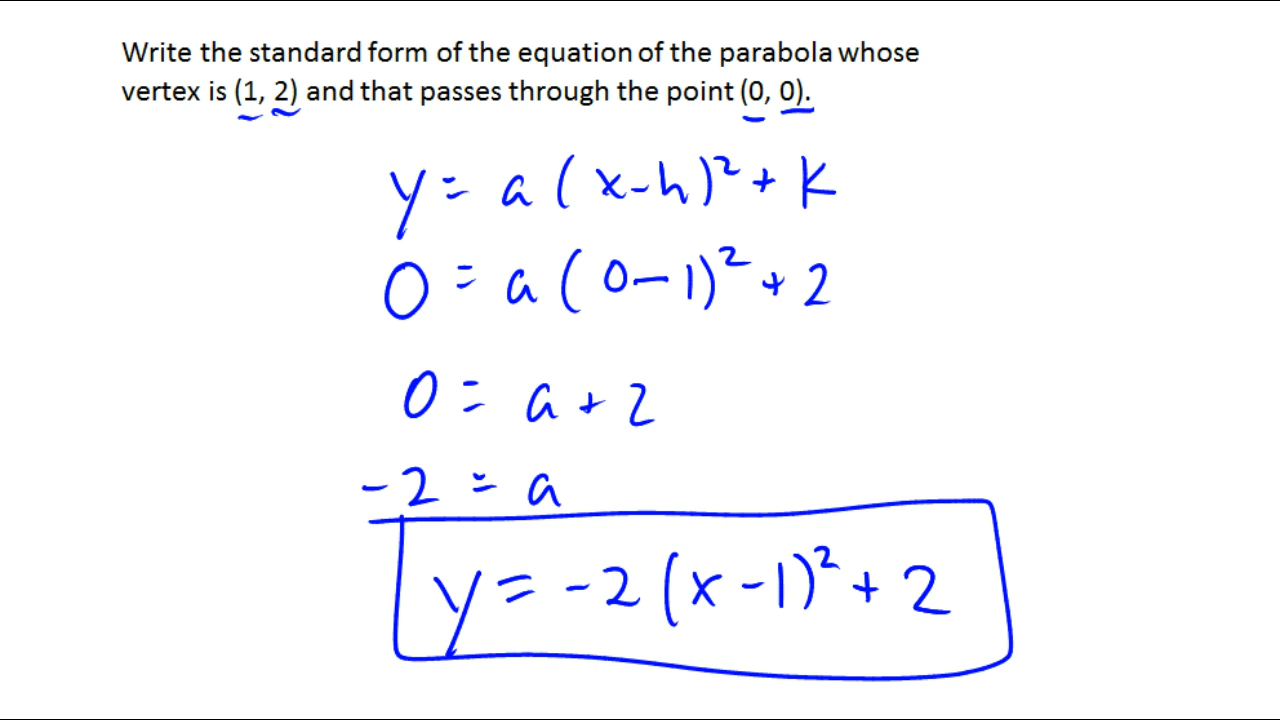 Write the standard form of the equation of the parabola whose
vertex is (1, 2) and that passes through the point (0, 0).
y = a(x-h)² + k
0 = a(0-1)² + 2
0 = a + 2
-2 = a
y = -2(x-1)² + 2